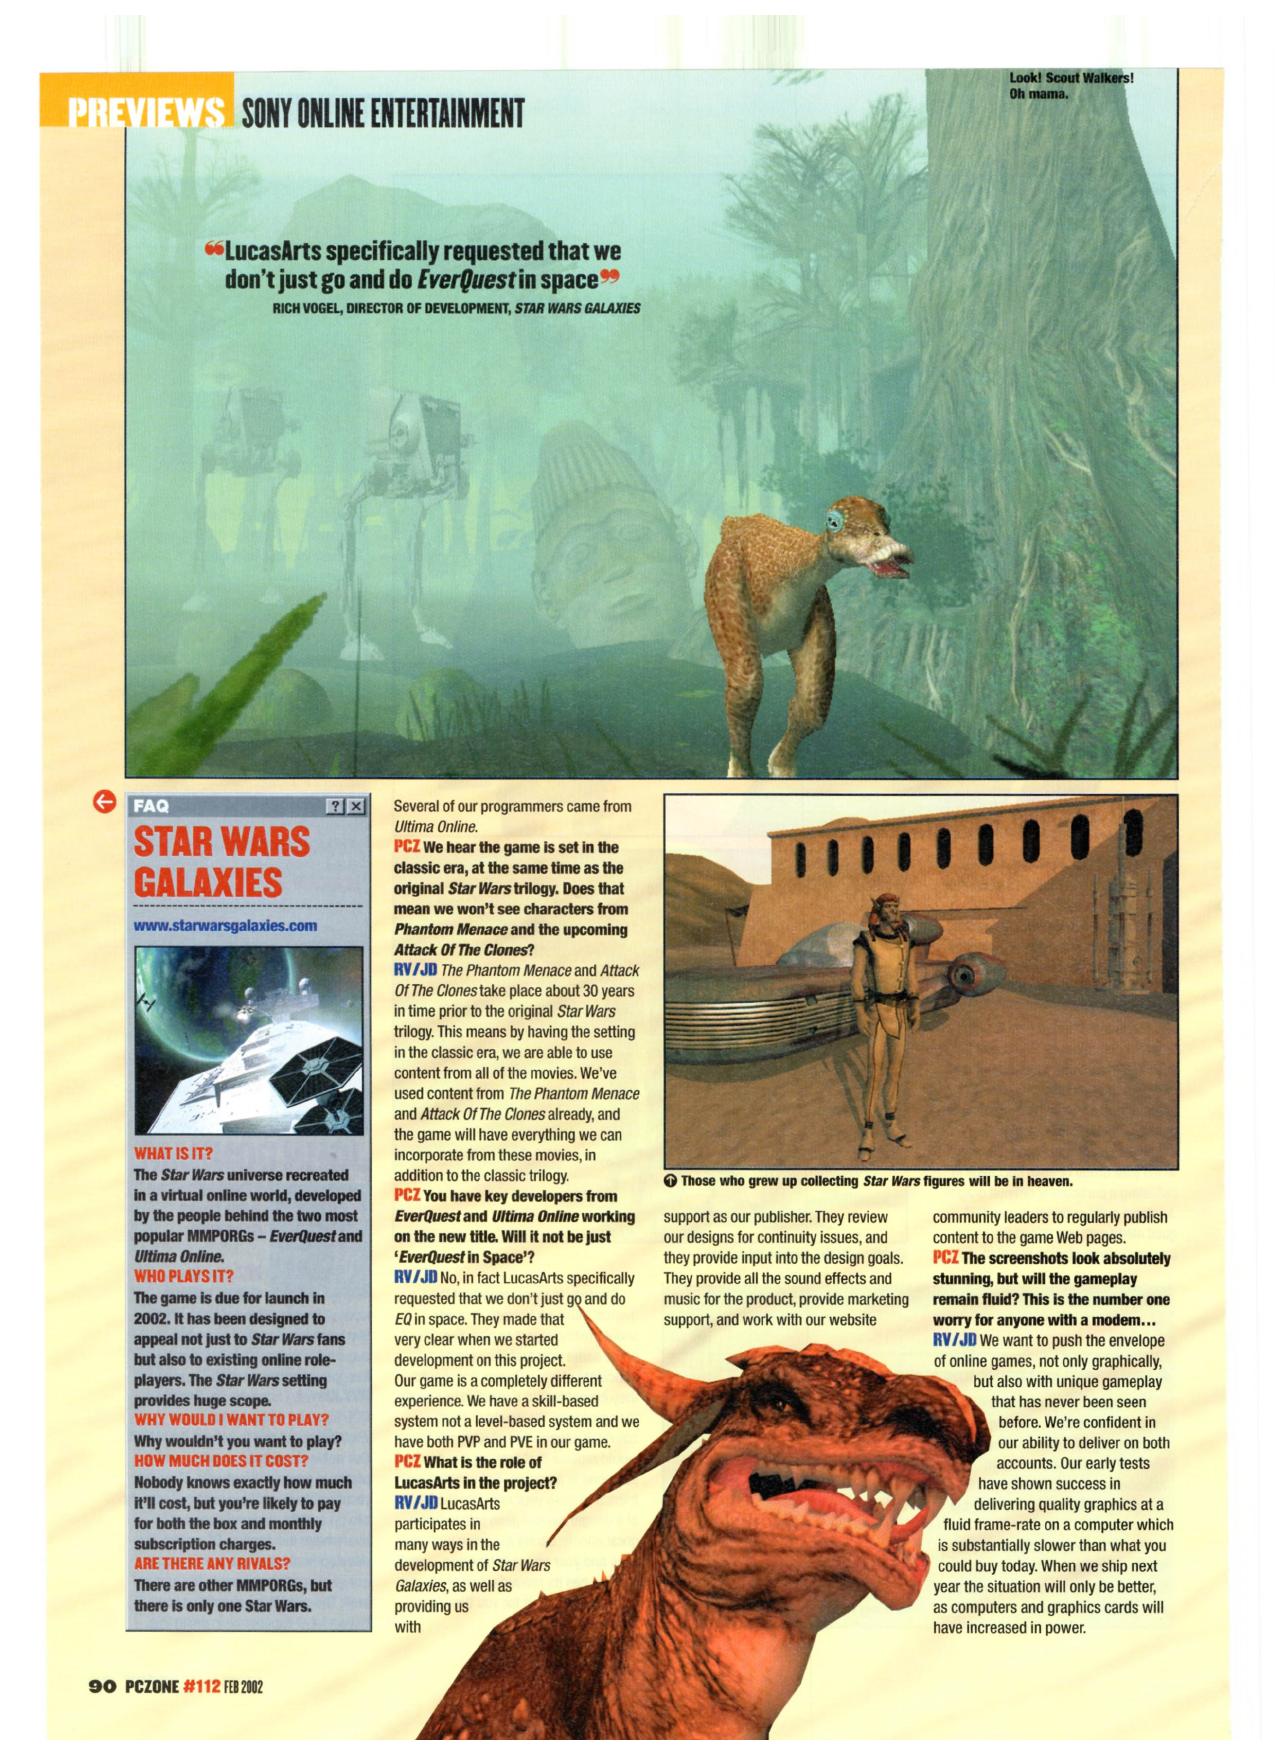 PREVIEWS SONY ONLINE ENTERTAINMENT
Look! Scout Walkers!
Oh mama.
“LucasArts specifically requested that we
don't just go and do EverQuest in space”
RICH VOGEL, DIRECTOR OF DEVELOPMENT, STAR WARS GALAXIES
FAQ ? ×
STAR WARS
GALAXIES
www.starwarsgalaxies.com
WHAT IS IT?
The Star Wars universe recreated
in a virtual online world, developed
by the people behind the two most
popular MMPORGs – EverQuest and
Ultima Online.
WHO PLAYS IT?
The game is due for launch in
2002. It has been designed to
appeal not just to Star Wars fans
but also to existing online role-
players. The Star Wars setting
provides huge scope.
WHY WOULD I WANT TO PLAY?
Why wouldn't you want to play?
HOW MUCH DOES IT COST?
Nobody knows exactly how much
it'll cost, but you're likely to pay
for both the box and monthly
subscription charges.
ARE THERE ANY RIVALS?
There are other MMPORGs, but
there is only one Star Wars.
Several of our programmers came from
Ultima Online.
PCZ We hear the game is set in the
classic era, at the same time as the
original Star Wars trilogy. Does that
mean we won't see characters from
Phantom Menace and the upcoming
Attack Of The Clones?
RV/JD The Phantom Menace and Attack
Of The Clones take place about 30 years
in time prior to the original Star Wars
trilogy. This means by having the setting
in the classic era, we are able to use
content from all of the movies. We've
used content from The Phantom Menace
and Attack Of The Clones already, and
the game will have everything we can
incorporate from these movies, in
addition to the classic trilogy.
PCZ You have key developers from
EverQuest and Ultima Online working
on the new title. Will it not be just
‘EverQuest in Space’?
RV/JD No, in fact LucasArts specifically
requested that we don't just go and do
EQ in space. They made that
very clear when we started
development on this project.
Our game is a completely different
experience. We have a skill-based
system not a level-based system and we
have both PVP and PVE in our game.
PCZ What is the role of
LucasArts in the project?
RV/JD LucasArts
participates in
many ways in the
development of Star Wars
Galaxies, as well as
providing us
with
Those who grew up collecting Star Wars figures will be in heaven.
support as our publisher. They review
our designs for continuity issues, and
they provide input into the design goals.
They provide all the sound effects and
music for the product, provide marketing
support, and work with our website
community leaders to regularly publish
content to the game Web pages.
PCZ The screenshots look absolutely
stunning, but will the gameplay
remain fluid? This is the number one
worry for anyone with a modem…
RV/JD We want to push the envelope
of online games, not only graphically,
but also with unique gameplay
that has never been seen
before. We're confident in
our ability to deliver on both
accounts. Our early tests
have shown success in
delivering quality graphics at a
fluid frame-rate on a computer which
is substantially slower than what you
could buy today. When we ship next
year the situation will only be better,
as computers and graphics cards will
have increased in power.
90 PCZONE #112 FEB 2002